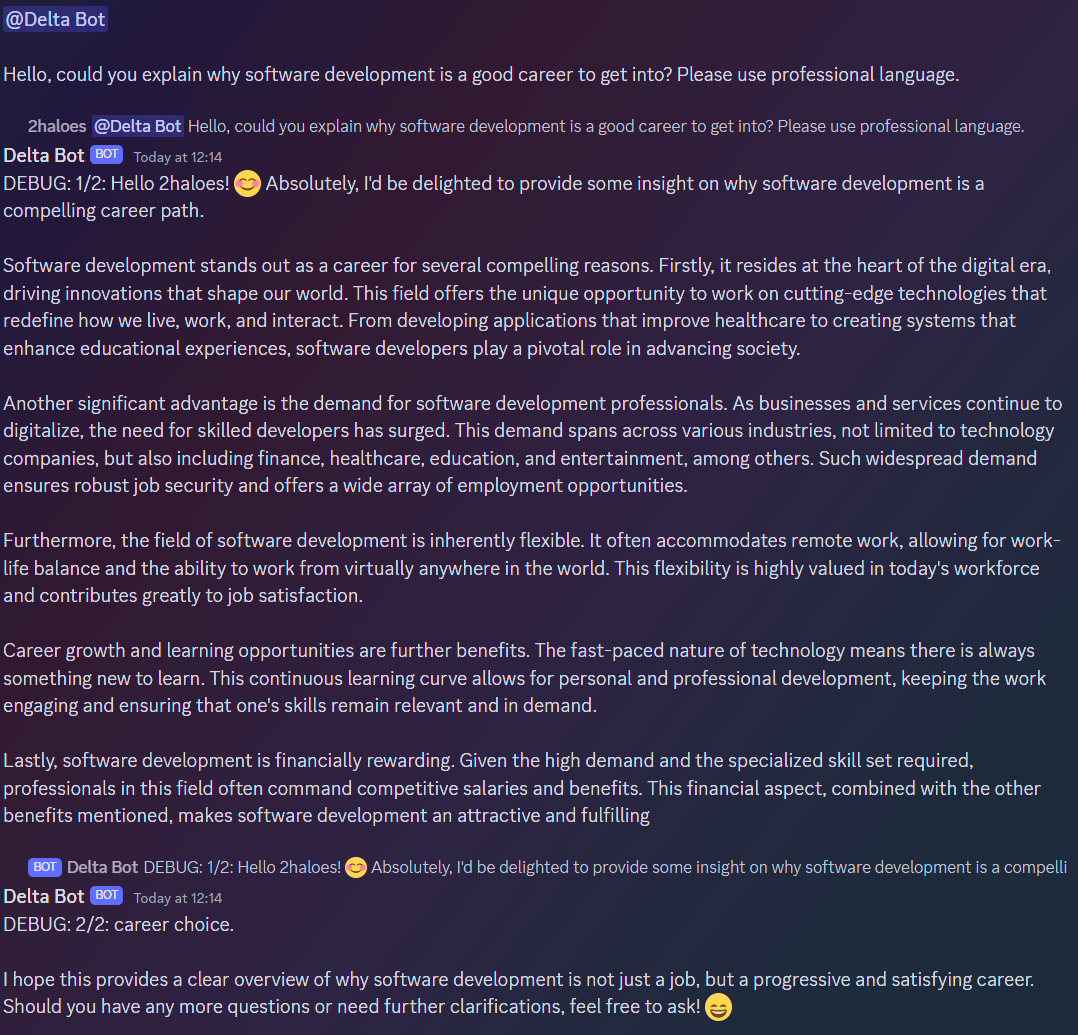 @Delta Bot
Hello, could you explain why software development is a good career to get into? Please use professional language.
2haloes @Delta Bot Hello, could you explain why software development is a good career to get into? Please use professional language.
Delta Bot BOT Today at 12:14
DEBUG: 1/2: Hello 2haloes! 😊 Absolutely, I'd be delighted to provide some insight on why software development is a
compelling career path.
Software development stands out as a career for several compelling reasons. Firstly, it resides at the heart of the digital era,
driving innovations that shape our world. This field offers the unique opportunity to work on cutting-edge technologies that
redefine how we live, work, and interact. From developing applications that improve healthcare to creating systems that
enhance educational experiences, software developers play a pivotal role in advancing society.
Another significant advantage is the demand for software development professionals. As businesses and services continue to
digitalize, the need for skilled developers has surged. This demand spans across various industries, not limited to technology
companies, but also including finance, healthcare, education, and entertainment, among others. Such widespread demand
ensures robust job security and offers a wide array of employment opportunities.
Furthermore, the field of software development is inherently flexible. It often accommodates remote work, allowing for work-
life balance and the ability to work from virtually anywhere in the world. This flexibility is highly valued in today's workforce
and contributes greatly to job satisfaction.
Career growth and learning opportunities are further benefits. The fast-paced nature of technology means there is always
something new to learn. This continuous learning curve allows for personal and professional development, keeping the work
engaging and ensuring that one's skills remain relevant and in demand.
Lastly, software development is financially rewarding. Given the high demand and the specialized skill set required,
professionals in this field often command competitive salaries and benefits. This financial aspect, combined with the other
benefits mentioned, makes software development an attractive and fulfilling
BOT Delta Bot DEBUG: 1/2: Hello 2haloes! 😊 Absolutely, I'd be delighted to provide some insight on why software development is a compelli
Delta Bot BOT Today at 12:14
DEBUG: 2/2: career choice.
I hope this provides a clear overview of why software development is not just a job, but a progressive and satisfying career.
Should you have any more questions or need further clarifications, feel free to ask! 😄